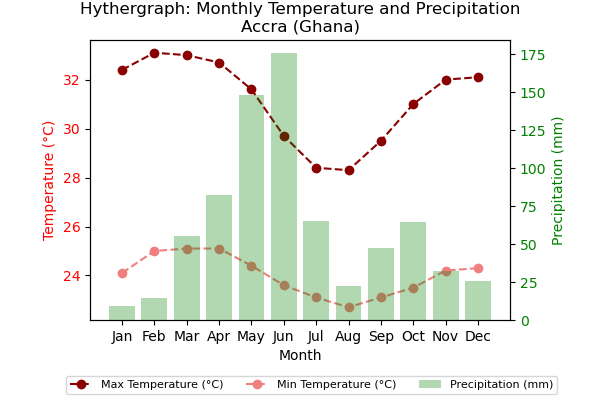 Hythergraph: Monthly Temperature and Precipitation
Accra (Ghana)
Temperature (°C)
32
30
28
26
24
175
150
125
100
75
50
25
0
Precipitation (mm)
Jan Feb Mar Apr May Jun Jul Aug Sep Oct Nov Dec
Month
Max Temperature (°C) Min Temperature (°C) Precipitation (mm)